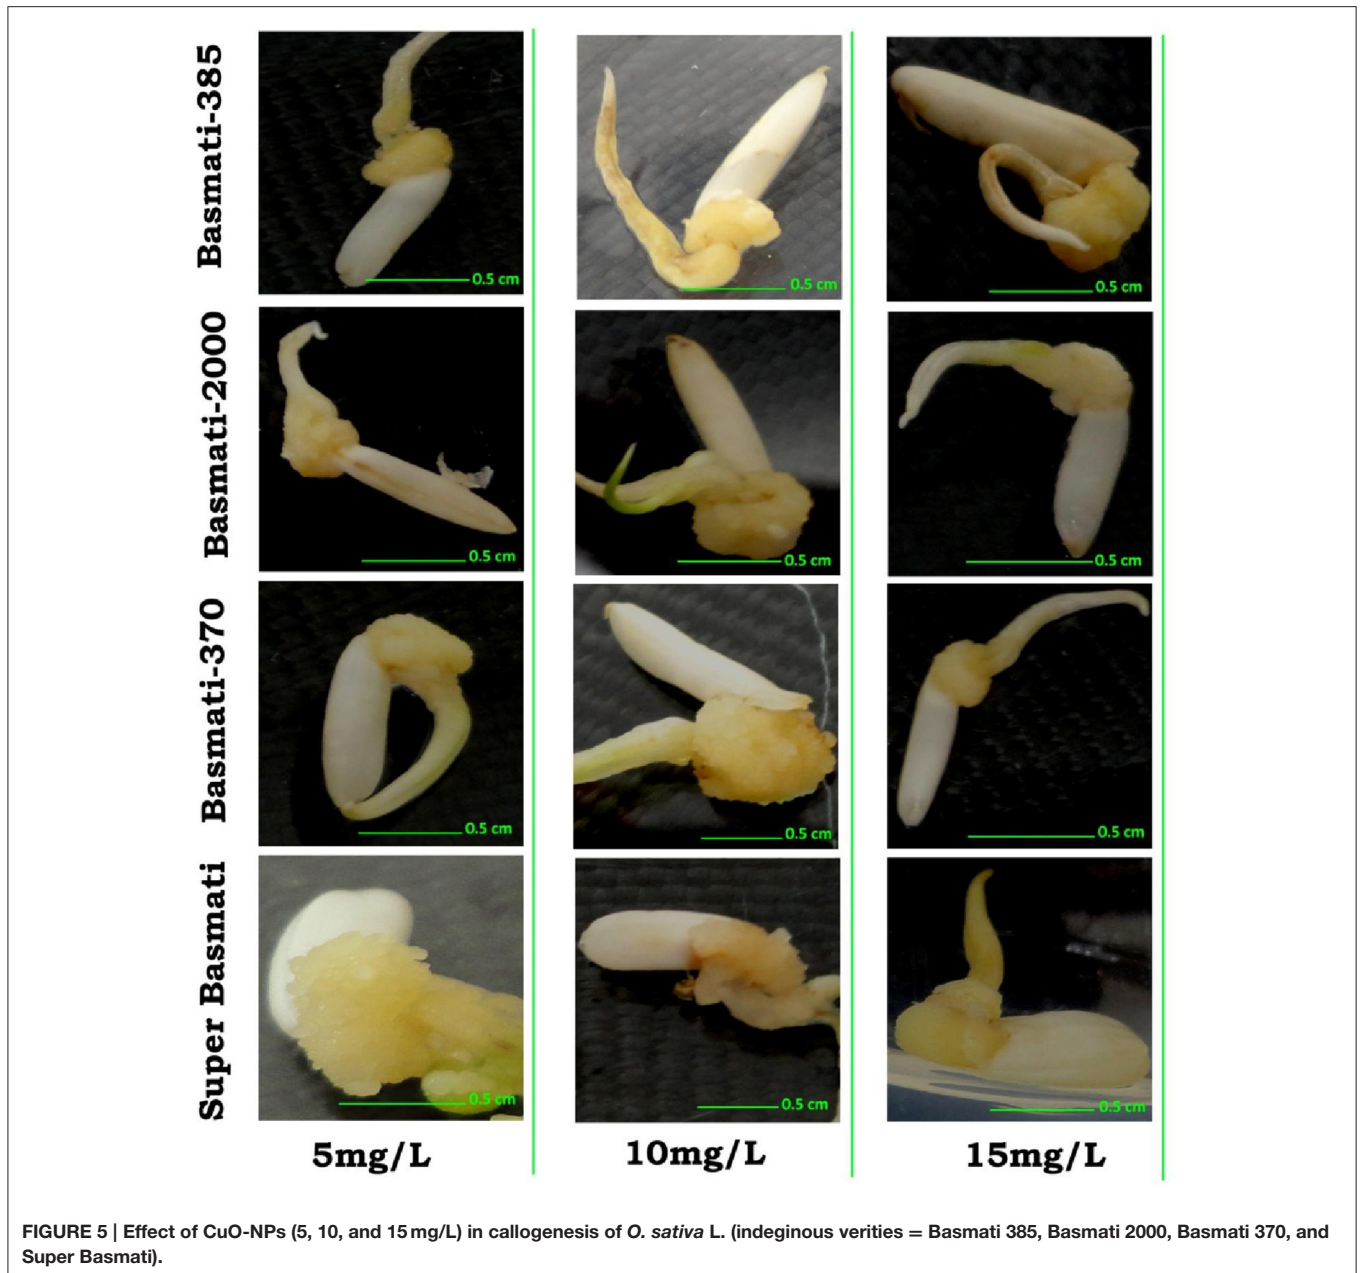 Basmati-385
0.5 cm
0.5 cm
0.5 cm
Basmati-2000
0.5 cm
0.5 cm
0.5 cm
Basmati-370
0.5 cm
0.5 cm
0.5 cm
Super Basmati
0.5 cm
0.5 cm
0.5 cm
5mg/L
10mg/L
15mg/L
FIGURE 5 | Effect of CuO-NPs (5, 10, and 15 mg/L) in callogenesis of O. sativa L. (indeginous verities = Basmati 385, Basmati 2000, Basmati 370, and
Super Basmati).